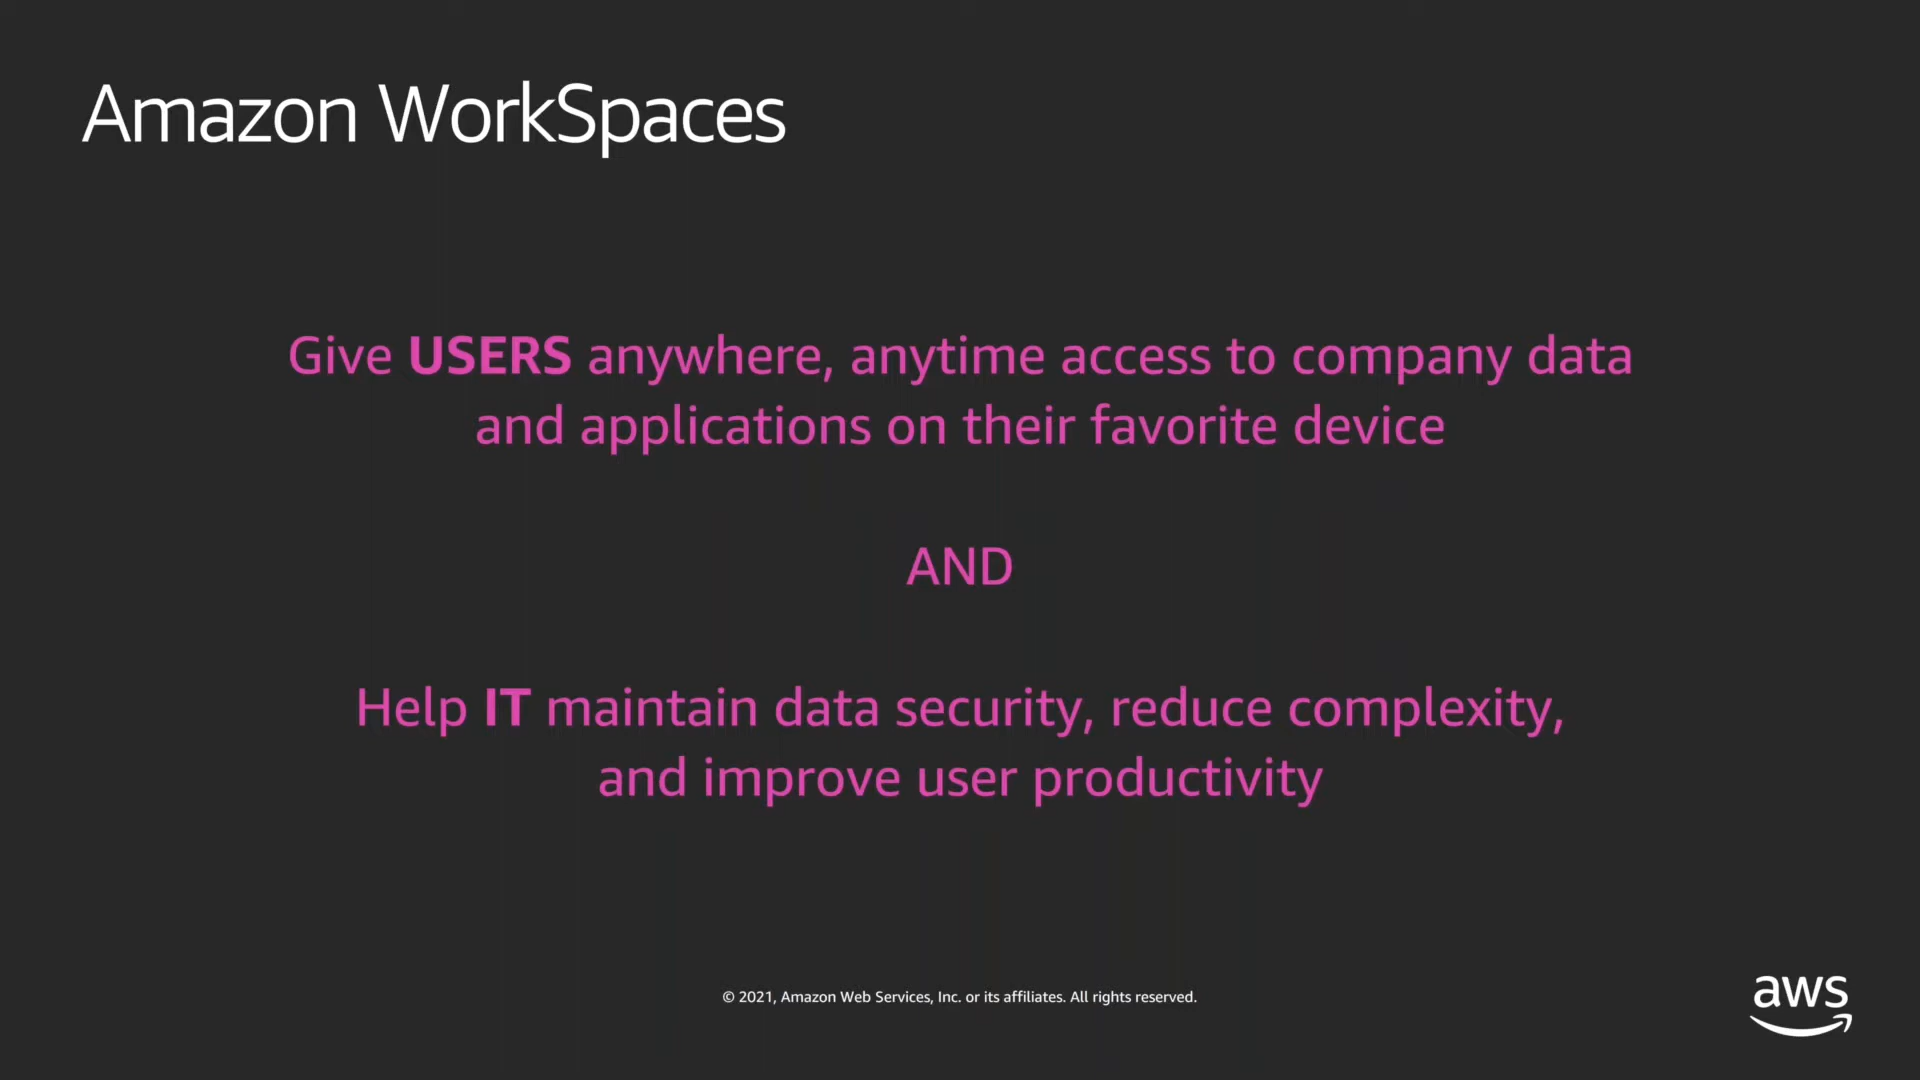 Amazon WorkSpaces
Give USERS anywhere, anytime access to company data
and applications on their favorite device
AND
Help IT maintain data security, reduce complexity,
and improve user productivity
© 2021, Amazon Web Services, Inc. or its affiliates. All rights reserved.
aws